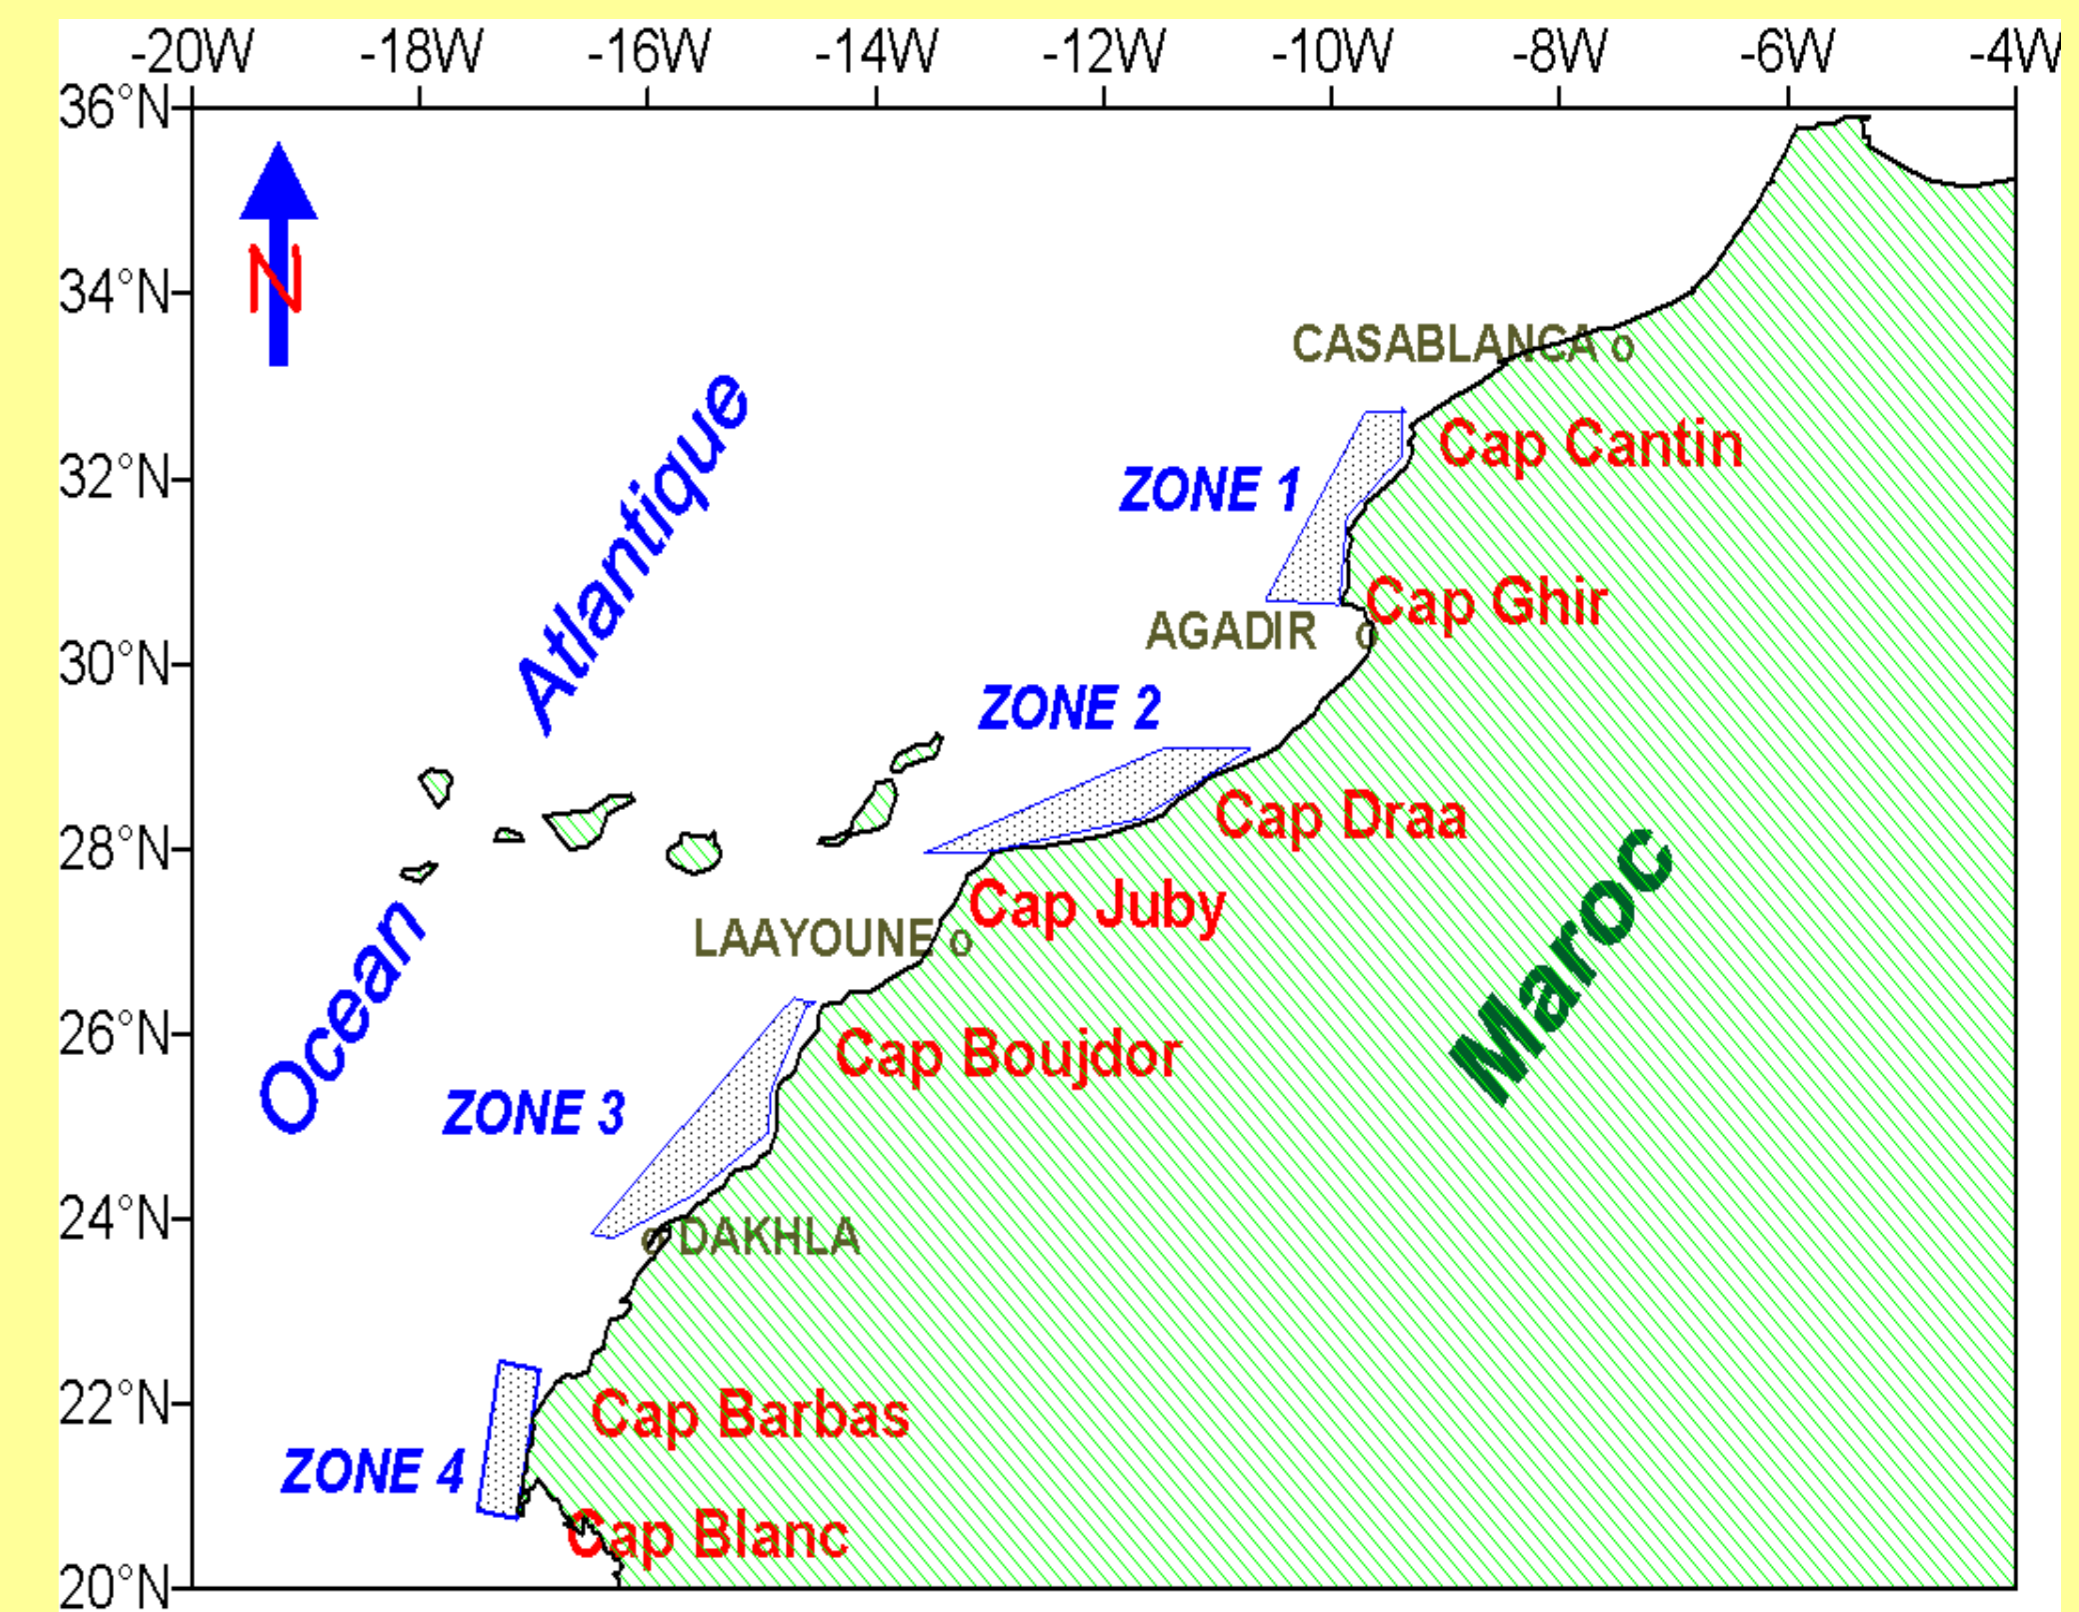 -20W -18W -16W -14W -12W -10W -8W -6W -4W
36°N
34°N
32°N
30°N
28°N
26°N
24°N
22°N
20°N
N
Ocean Atlantique
CASABLANCA
Cap Cantin
ZONE 1
Cap Ghir
AGADIR
ZONE 2
Cap Draa
Maroc
Cap Juby
LAAYOUNE
Cap Boujdor
ZONE 3
DAKHLA
Cap Barbas
ZONE 4
Cap Blanc